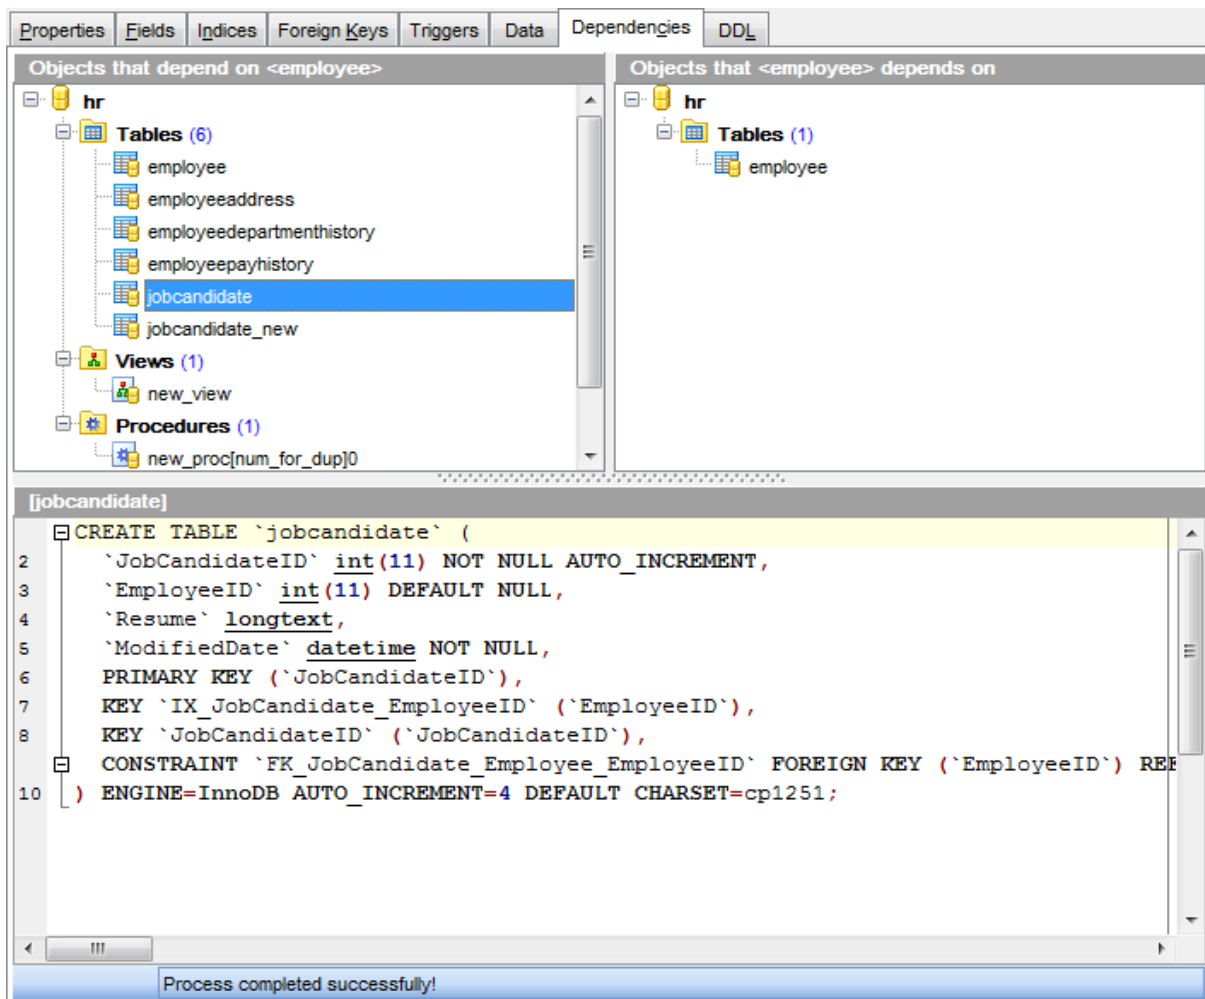 Properties Fields Indices Foreign Keys Triggers Data Dependencies DDL
Objects that depend on <employee>
hr
Tables (6)
employee
employeeaddress
employeedepartmenthistory
employeepayhistory
jobcandidate
jobcandidate_new
Views (1)
new_view
Procedures (1)
new_proc[num_for_dup]0
Objects that <employee> depends on
hr
Tables (1)
employee
[jobcandidate]
CREATE TABLE `jobcandidate` (
2 `JobCandidateID` int(11) NOT NULL AUTO_INCREMENT,
3 `EmployeeID` int(11) DEFAULT NULL,
4 `Resume` longtext,
5 `ModifiedDate` datetime NOT NULL,
6 PRIMARY KEY (`JobCandidateID`),
7 KEY `IX_JobCandidate_EmployeeID` (`EmployeeID`),
8 KEY `JobCandidateID` (`JobCandidateID`),
CONSTRAINT `FK_JobCandidate_Employee_EmployeeID` FOREIGN KEY (`EmployeeID`)
10 ) ENGINE=InnoDB AUTO_INCREMENT=4 DEFAULT CHARSET=cp1251;
Process completed successfully!